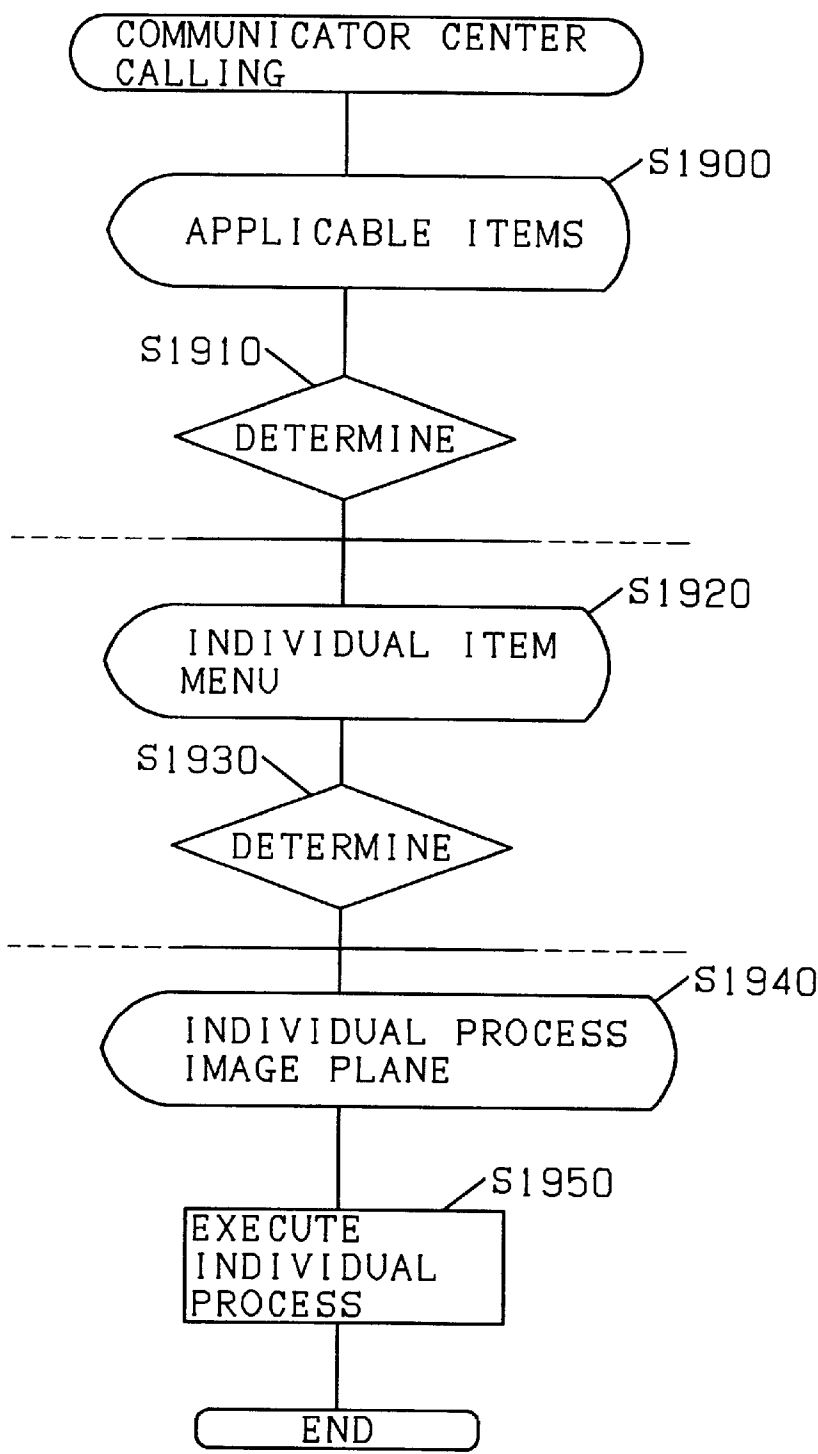 COMMUNICATOR CENTER
CALLING
S1900
APPLICABLE ITEMS
S1910
DETERMINE
S1920
INDIVIDUAL ITEM
MENU
S1930
DETERMINE
S1940
INDIVIDUAL PROCESS
IMAGE PLANE
S1950
EXECUTE
INDIVIDUAL
PROCESS
END